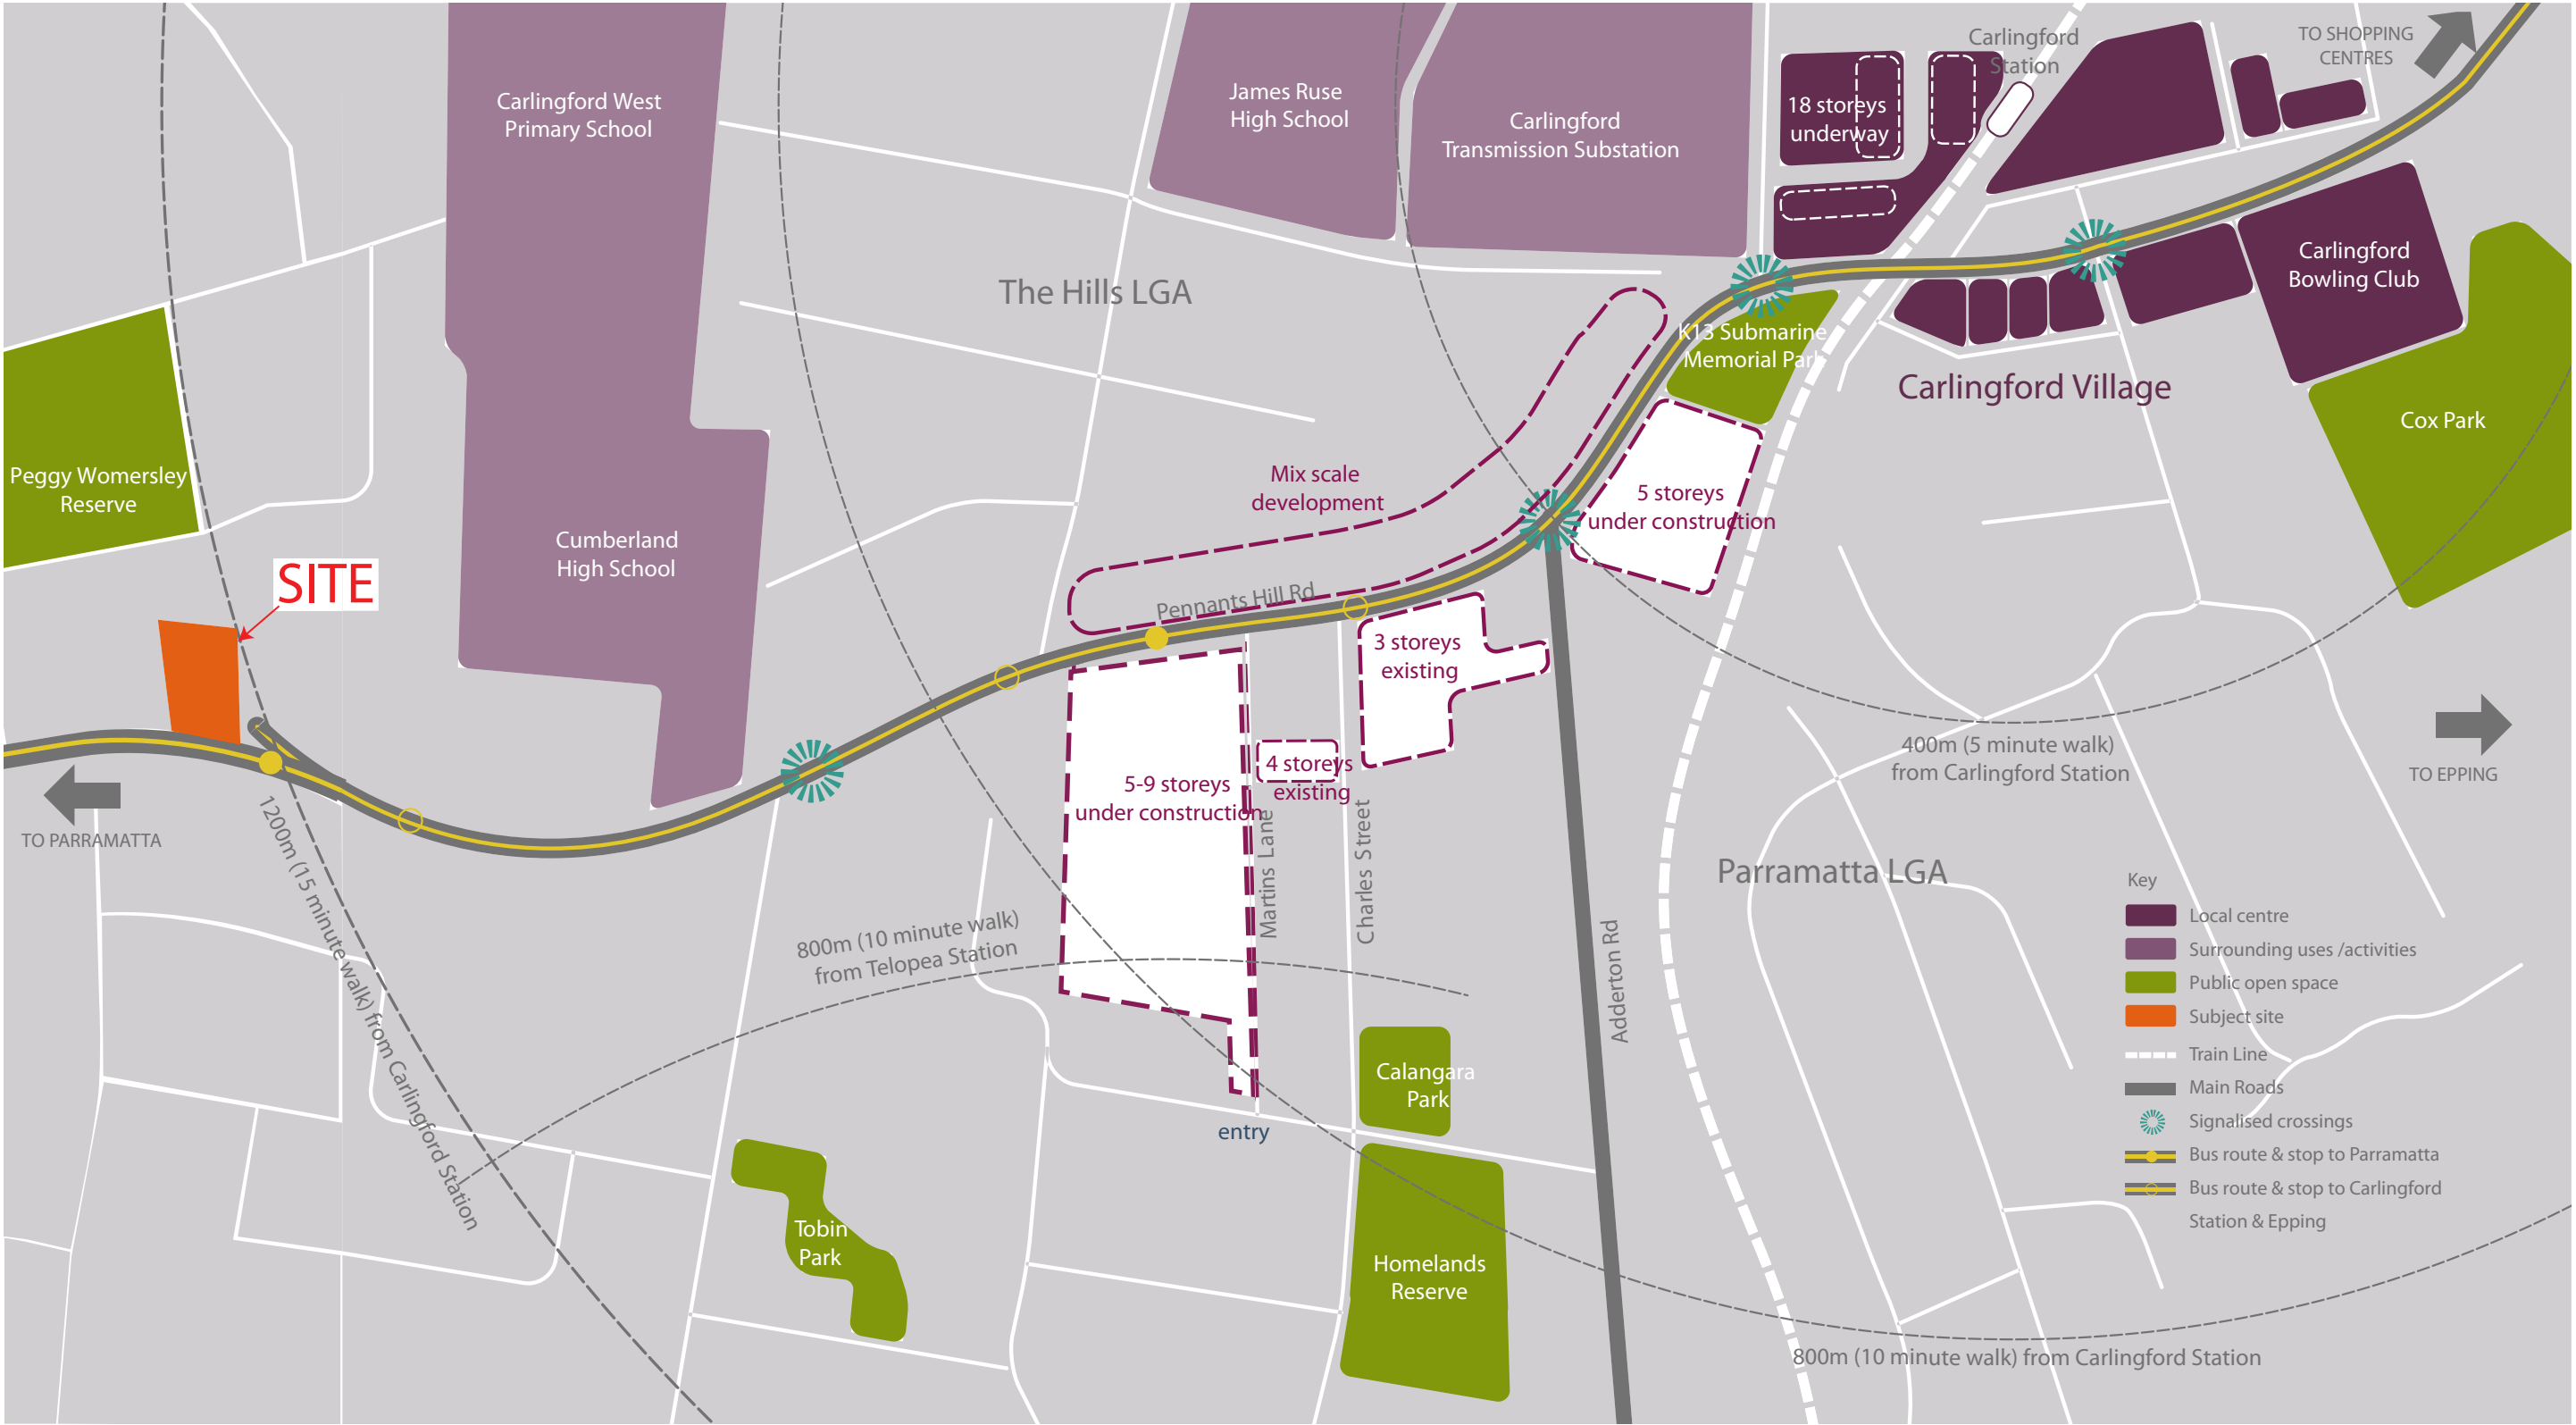 Carlingford West
Primary School
James Ruse
High School
Carlingford
Transmission Substation
18 storeys
underway
Carlingford
Station
TO SHOPPING
CENTRES
The Hills LGA
Carlingford
Bowling Club
K13 Submarine
Memorial Park
Carlingford Village
Cox Park
Peggy Womersley
Reserve
Mix scale
development
5 storeys
under construction
Cumberland
High School
SITE
Pennants Hill Rd
3 storeys
existing
4 storeys
existing
5-9 storeys
under construction
Martins Lane
Charles Street
400m (5 minute walk)
from Carlingford Station
TO EPPING
TO PARRAMATTA
1200m (15 minute walk) from Carlingford Station
800m (10 minute walk)
from Telopea Station
Adderton Rd
Parramatta LGA
Calangara
Park
entry
Tobin
Park
Homelands
Reserve
800m (10 minute walk) from Carlingford Station
Key
Local centre
Surrounding uses /activities
Public open space
Subject site
Train Line
Main Roads
Signalised crossings
Bus route & stop to Parramatta
Bus route & stop to Carlingford
Station & Epping